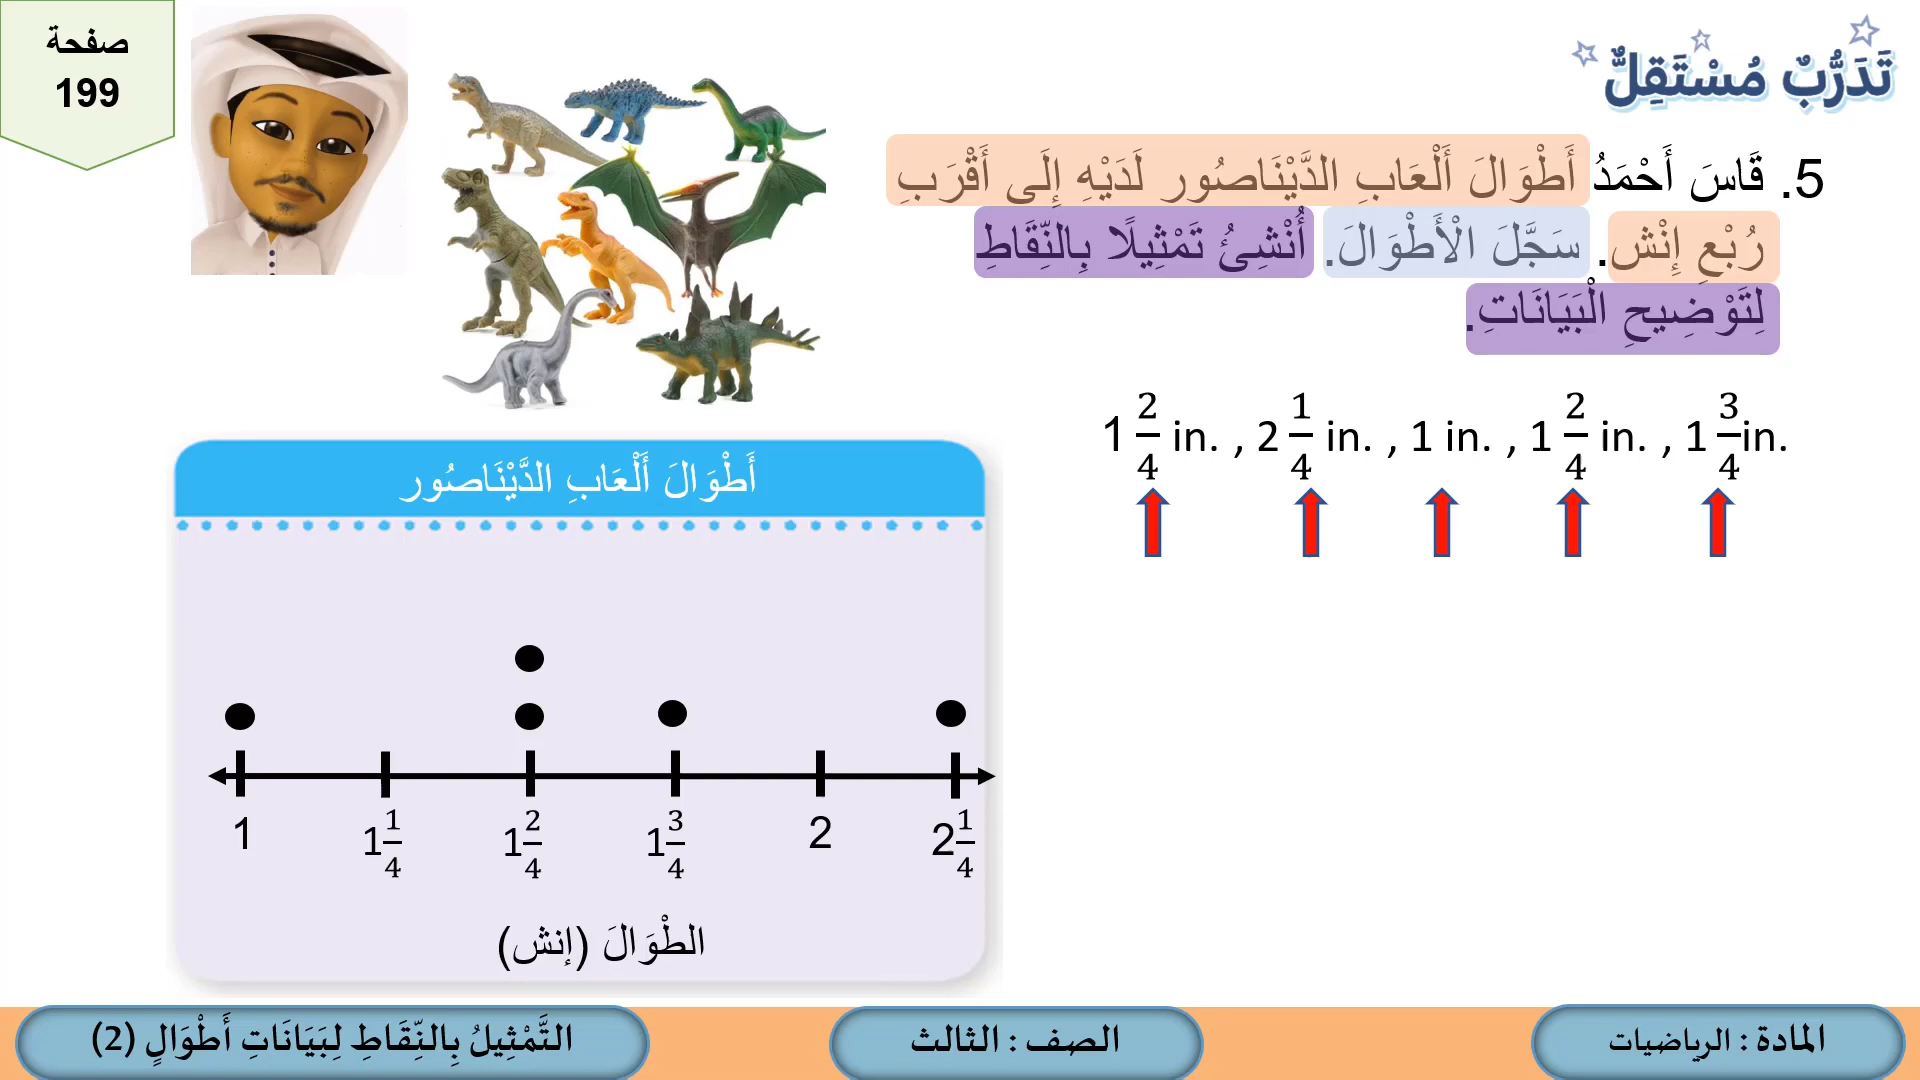 صفحة
199
تَدَرُّبٌ مُسْتَقِلٌّ
5. قَاسَ أَحْمَدُ أَطْوَالَ أَلْعَابِ الدَّيْنَاصُور لَدَيْهِ إِلَى أَقْرَبِ
رُبْعِ إِنْش. سَجَّلَ الْأَطْوَالَ. أُنْشِئُ تَمْثِيلًا بِالنِّقَاطِ
لِتَوْضِيحِ الْبَيَانَاتِ.
1 2/4 in. , 2 1/4 in. , 1 in. , 1 2/4 in. , 1 3/4 in.
أَطْوَالَ أَلْعَابِ الدَّيْنَاصُور
1 1 1/4 1 2/4 1 3/4 2 2 1/4
الطْوَالَ (إنش)
المادة : الرياضيات
الصف : الثالث
التَّمْثِيلُ بِالنِّقَاطِ لِبَيَانَاتِ أَطْوَالٍ (2)